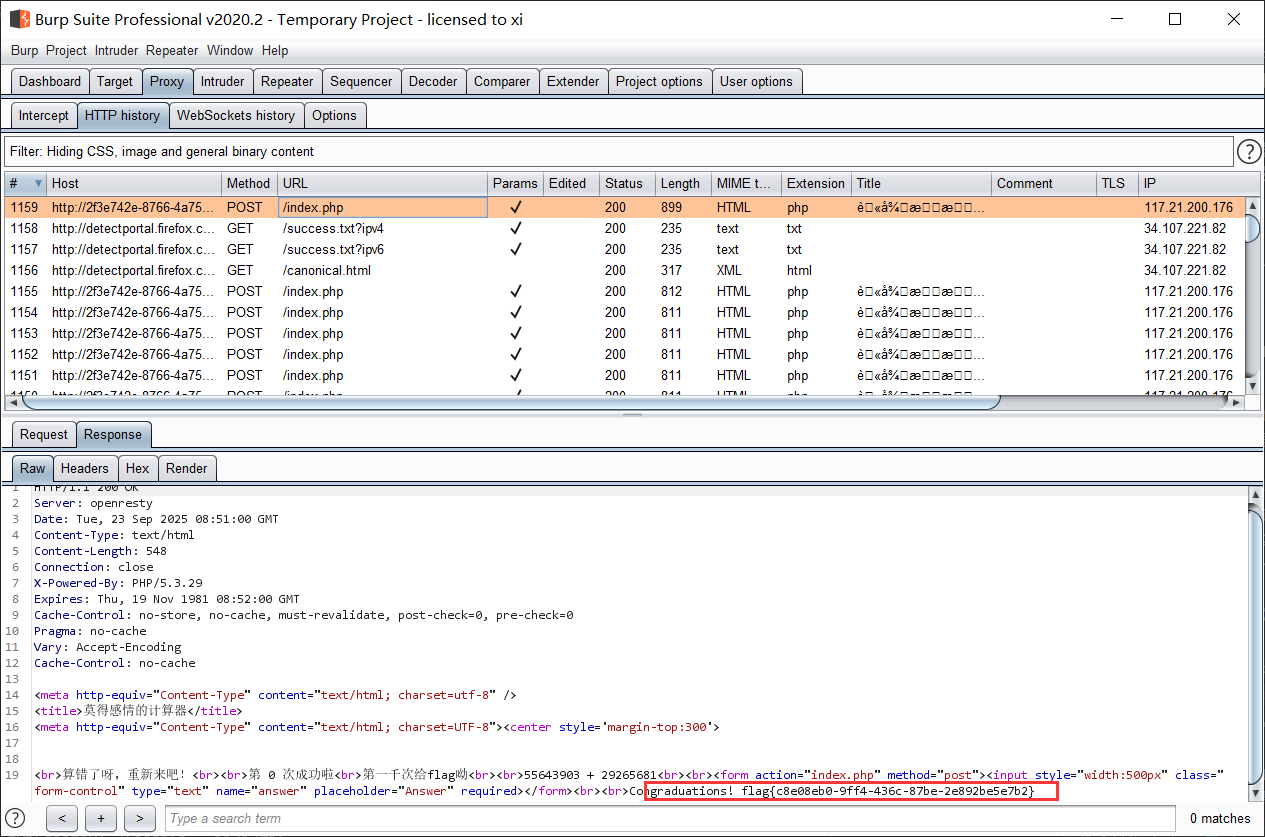 Burp Suite Professional v2020.2 - Temporary Project - licensed to xi
Burp Project Intruder Repeater Window Help
Dashboard Target Proxy Intruder Repeater Sequencer Decoder Comparer Extender Project options User options
Intercept HTTP history WebSockets history Options
Filter: Hiding CSS, image and general binary content
# Host Method URL Params Edited Status Length MIME t... Extension Title Comment TLS IP
1159 http://2f3e742e-8766-4a75... POST /index.php ✓ 200 899 HTML php è□«å¾□æ□□æ□□... 117.21.200.176
1158 http://detectportal.firefox.c... GET /success.txt?ipv4 ✓ 200 235 text txt 34.107.221.82
1157 http://detectportal.firefox.c... GET /success.txt?ipv6 ✓ 200 235 text txt 34.107.221.82
1156 http://detectportal.firefox.c... GET /canonical.html 200 317 XML html 34.107.221.82
1155 http://2f3e742e-8766-4a75... POST /index.php ✓ 200 812 HTML php è□«å¾□æ□□æ□□... 117.21.200.176
1154 http://2f3e742e-8766-4a75... POST /index.php ✓ 200 811 HTML php è□«å¾□æ□□æ□□... 117.21.200.176
1153 http://2f3e742e-8766-4a75... POST /index.php ✓ 200 811 HTML php è□«å¾□æ□□æ□□... 117.21.200.176
1152 http://2f3e742e-8766-4a75... POST /index.php ✓ 200 811 HTML php è□«å¾□æ□□æ□□... 117.21.200.176
1151 http://2f3e742e-8766-4a75... POST /index.php ✓ 200 811 HTML php è□«å¾□æ□□æ□□... 117.21.200.176
Request Response
Raw Headers Hex Render
1 HTTP/1.1 200 OK
2 Server: openresty
3 Date: Tue, 23 Sep 2025 08:51:00 GMT
4 Content-Type: text/html
5 Content-Length: 548
6 Connection: close
7 X-Powered-By: PHP/5.3.29
8 Expires: Thu, 19 Nov 1981 08:52:00 GMT
9 Cache-Control: no-store, no-cache, must-revalidate, post-check=0, pre-check=0
10 Pragma: no-cache
11 Vary: Accept-Encoding
12 Cache-Control: no-cache
13
14 <meta http-equiv="Content-Type" content="text/html; charset=utf-8" />
15 <title>莫得感情的计算器</title>
16 <meta http-equiv="Content-Type" content="text/html; charset=UTF-8"><center style='margin-top:300'>
17
18
19 <br>算错了呀，重新来吧！<br><br>第 0 次成功啦<br>第一千次给flag呦<br><br>55643903 + 29265681<br><br><form action="index.php" method="post"><input style="width:500px" class="
form-control" type="text" name="answer" placeholder="Answer" required></form><br><br>Congraduations! flag{c8e08eb0-9ff4-436c-87be-2e892be5e7b2}
? < + > Type a search term 0 matches